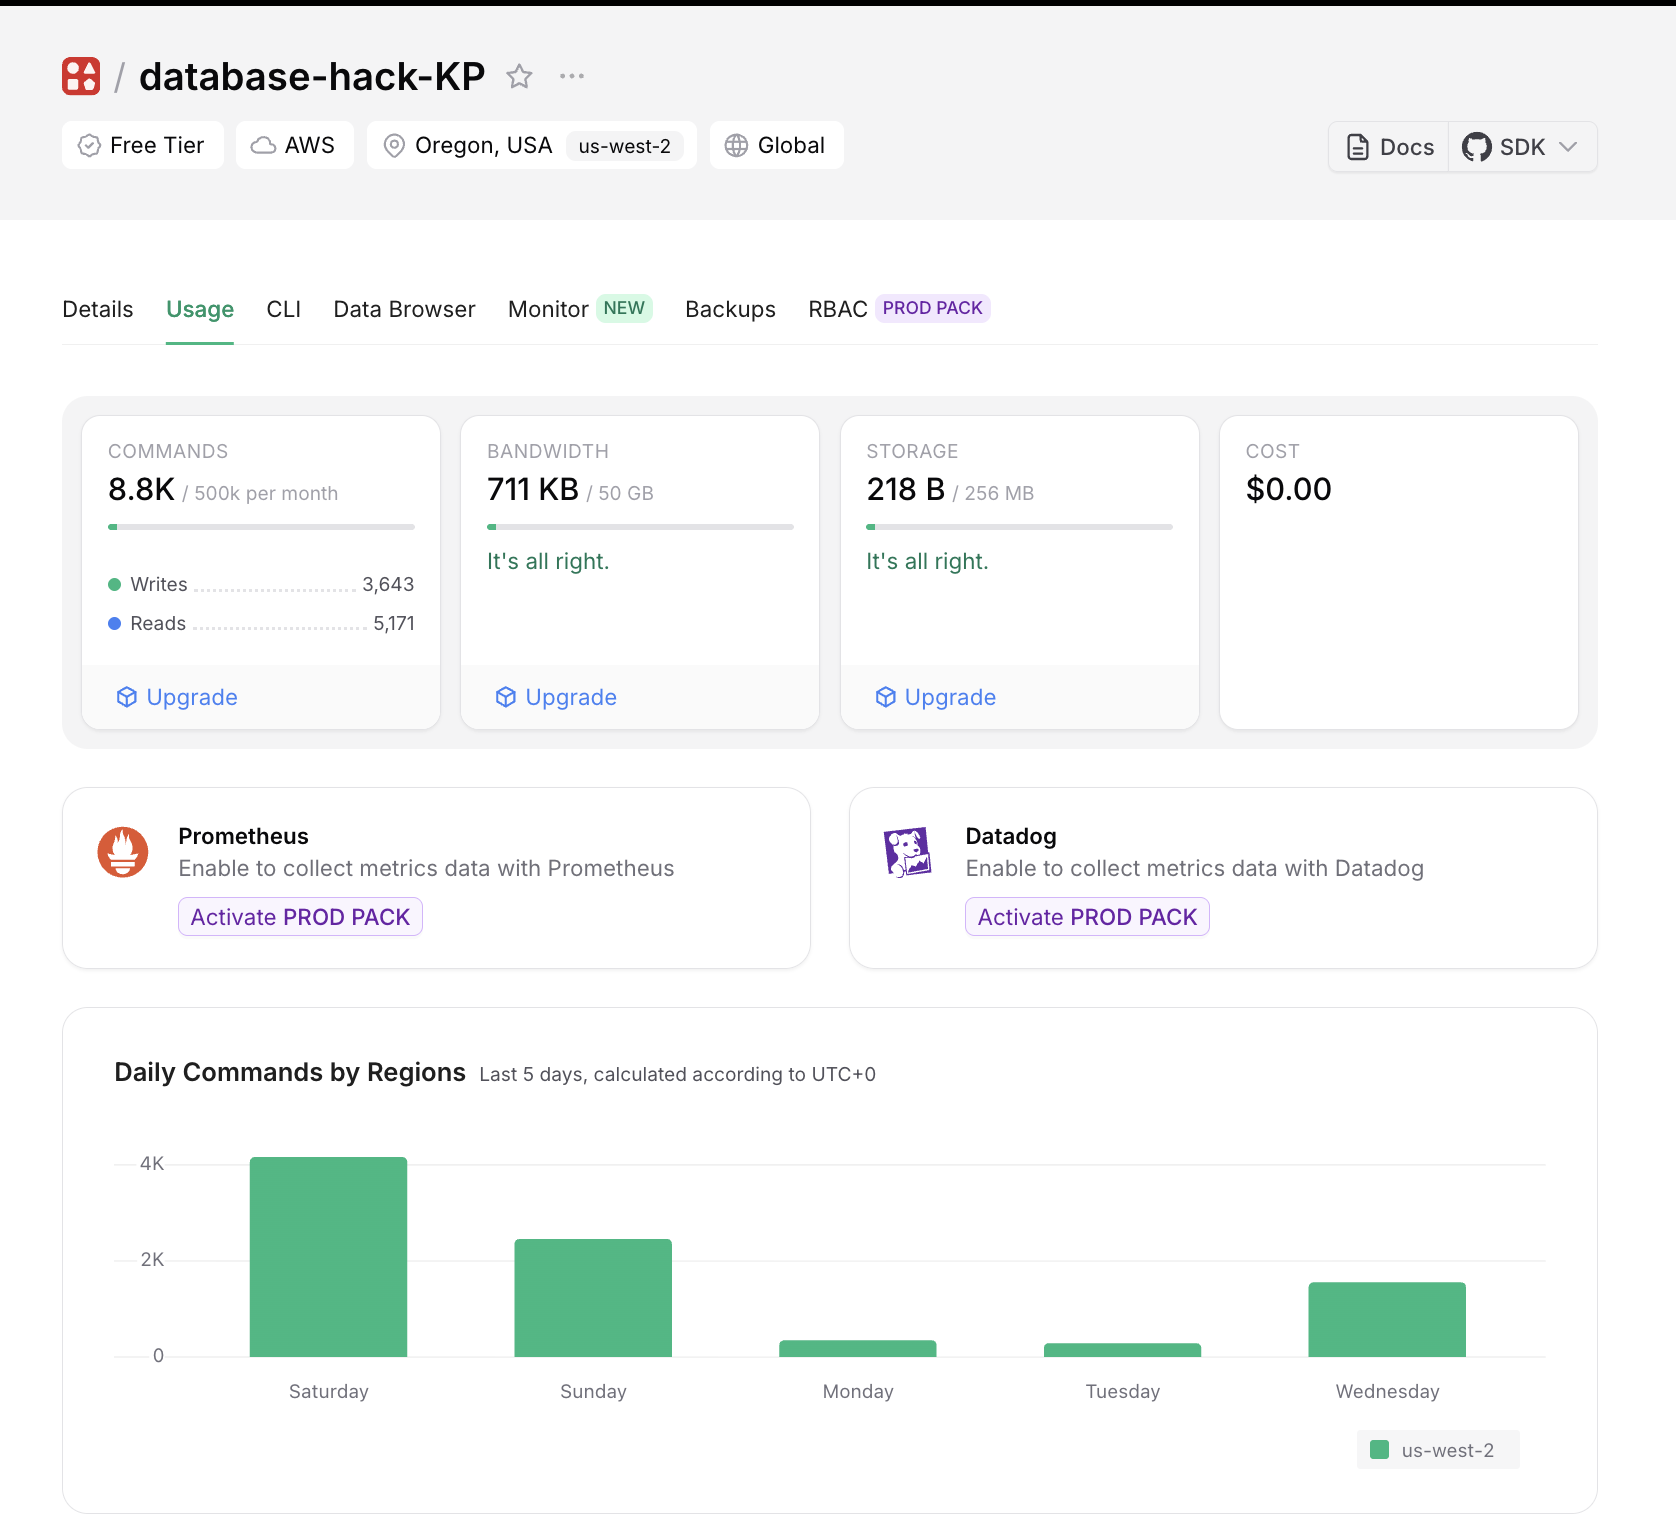 / database-hack-KP
Free Tier AWS Oregon, USA us-west-2 Global Docs SDK
Details Usage CLI Data Browser Monitor NEW Backups RBAC PROD PACK
COMMANDS
8.8K / 500k per month
Writes 3,643
Reads 5,171
Upgrade
BANDWIDTH
711 KB / 50 GB
It's all right.
Upgrade
STORAGE
218 B / 256 MB
It's all right.
Upgrade
COST
$0.00
Prometheus
Enable to collect metrics data with Prometheus
Activate PROD PACK
Datadog
Enable to collect metrics data with Datadog
Activate PROD PACK
Daily Commands by Regions Last 5 days, calculated according to UTC+0
4K
2K
0
Saturday Sunday Monday Tuesday Wednesday
us-west-2